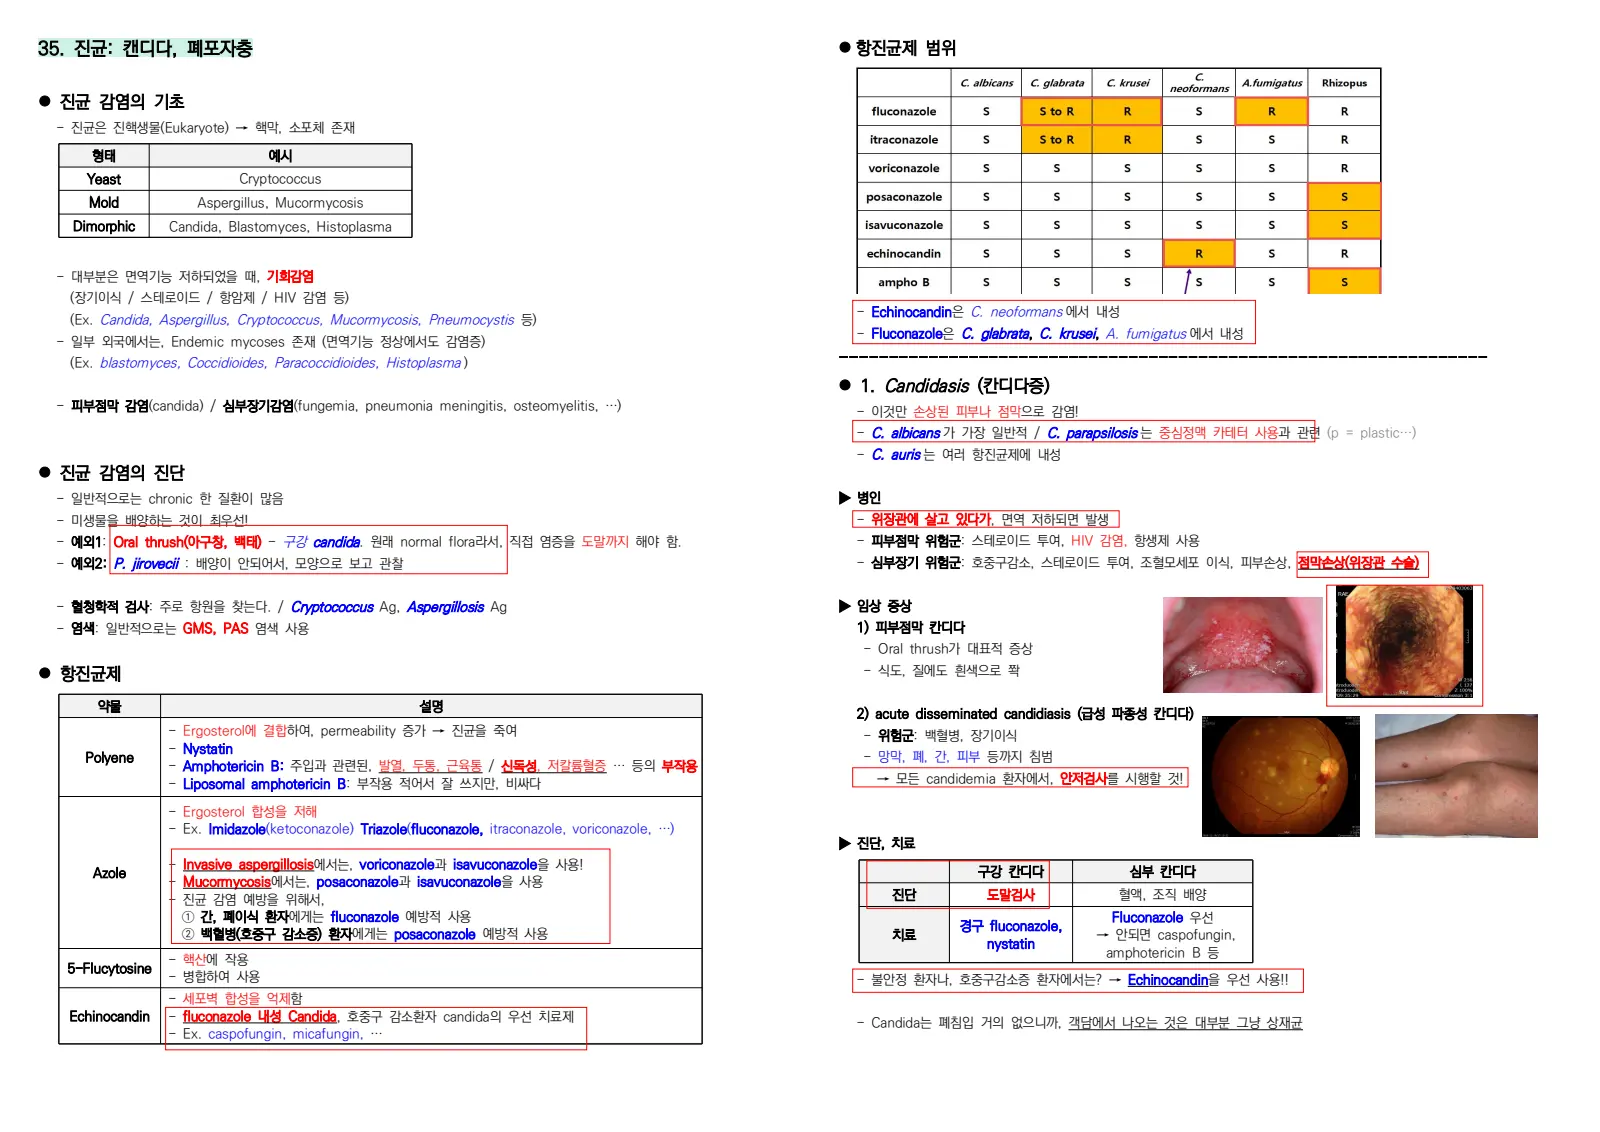 35. 진균: 캔디다, 폐포자충
● 진균 감염의 기초
- 진균은 진핵생물(Eukaryote) → 핵막, 소포체 존재
형태 예시
Yeast Cryptococcus
Mold Aspergillus, Mucormycosis
Dimorphic Candida, Blastomyces, Histoplasma
- 대부분은 면역기능 저하되었을 때, 기회감염
(장기이식 / 스테로이드 / 항암제 / HIV 감염 등)
(Ex. Candida, Aspergillus, Cryptococcus, Mucormycosis, Pneumocystis 등)
- 일부 외국에서는, Endemic mycoses 존재 (면역기능 정상에서도 감염증)
(Ex. blastomyces, Coccidioides, Paracoccidioides, Histoplasma)
- 피부점막 감염(candida) / 심부장기감염(fungemia, pneumonia meningitis, osteomyelitis, …)
● 진균 감염의 진단
- 일반적으로는 chronic 한 질환이 많음
- 미생물을 배양하는 것이 최우선!
- 예외1: Oral thrush(아구창, 백태) - 구강 candida. 원래 normal flora라서, 직접 염증을 도말까지 해야 함.
- 예외2: P. jirovecii : 배양이 안되어서, 모양으로 보고 관찰
- 혈청학적 검사: 주로 항원을 찾는다. / Cryptococcus Ag, Aspergillosis Ag
- 염색: 일반적으로는 GMS, PAS 염색 사용
● 항진균제
약물 설명
Polyene
- Ergosterol에 결합하여, permeability 증가 → 진균을 죽여
- Nystatin
- Amphotericin B: 주입과 관련된, 발열, 두통, 근육통 / 신독성, 저칼륨혈증 … 등의 부작용
- Liposomal amphotericin B: 부작용 적어서 잘 쓰지만, 비싸다
Azole
- Ergosterol 합성을 저해
- Ex. Imidazole(ketoconazole) Triazole(fluconazole, itraconazole, voriconazole, …)
- Invasive aspergillosis에서는, voriconazole과 isavuconazole을 사용!
- Mucormycosis에서는, posaconazole과 isavuconazole을 사용
- 진균 감염 예방을 위해서,
① 간, 폐이식 환자에게는 fluconazole 예방적 사용
② 백혈병(호중구 감소증) 환자에게는 posaconazole 예방적 사용
5-Flucytosine
- 핵산에 작용
- 병합하여 사용
Echinocandin
- 세포벽 합성을 억제함
- fluconazole 내성 Candida, 호중구 감소환자 candida의 우선 치료제
- Ex. caspofungin, micafungin, …
● 항진균제 범위
C. albicans C. glabrata C. krusei C. neoformans A.fumigatus Rhizopus
fluconazole S S to R R S R R
itraconazole S S to R R S S R
voriconazole S S S S S R
posaconazole S S S S S S
isavuconazole S S S S S S
echinocandin S S S R S R
ampho B S S S S S S
- Echinocandin은 C. neoformans에서 내성
- Fluconazole은 C. glabrata, C. krusei, A. fumigatus에서 내성
● 1. Candidasis (칸디다증)
- 이것만 손상된 피부나 점막으로 감염!
- C. albicans가 가장 일반적 / C. parapsilosis는 중심정맥 카테터 사용과 관련 (p = plastic…)
- C. auris는 여러 항진균제에 내성
▶ 병인
- 위장관에 살고 있다가, 면역 저하되면 발생
- 피부점막 위험군: 스테로이드 투여, HIV 감염, 항생제 사용
- 심부장기 위험군: 호중구감소, 스테로이드 투여, 조혈모세포 이식, 피부손상, 점막손상(위장관 수술)
▶ 임상 증상
1) 피부점막 칸디다
- Oral thrush가 대표적 증상
- 식도, 질에도 흰색으로 쫙
2) acute disseminated candidiasis (급성 파종성 칸디다)
- 위험군: 백혈병, 장기이식
- 망막, 폐, 간, 피부 등까지 침범
→ 모든 candidemia 환자에서, 안저검사를 시행할 것!
▶ 진단, 치료
구강 칸디다 심부 칸디다
진단 도말검사 혈액, 조직 배양
치료
경구 fluconazole,
nystatin
Fluconazole 우선
→ 안되면 caspofungin,
amphotericin B 등
- 불안정 환자나, 호중구감소증 환자에서는? → Echinocandin을 우선 사용!!
- Candida는 폐침입 거의 없으니까, 객담에서 나오는 것은 대부분 그냥 상재균